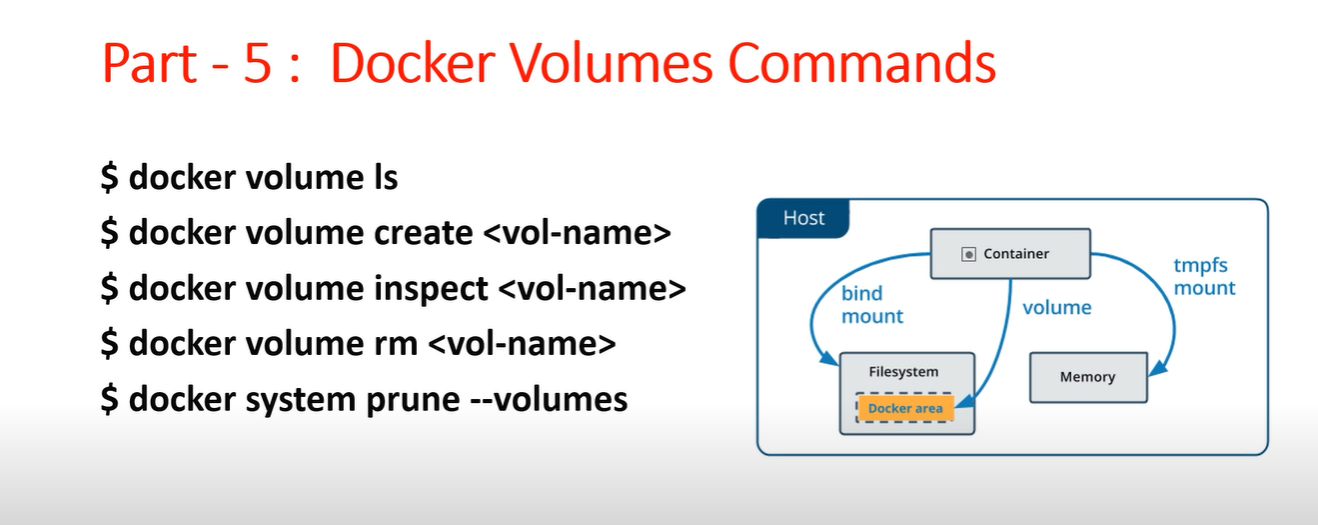 Part - 5 :  Docker Volumes Commands
$ docker volume ls
$ docker volume create <vol-name>
$ docker volume inspect <vol-name>
$ docker volume rm <vol-name>
$ docker system prune --volumes
Host
Container
bind
mount
volume
tmpfs
mount
Filesystem
Docker area
Memory